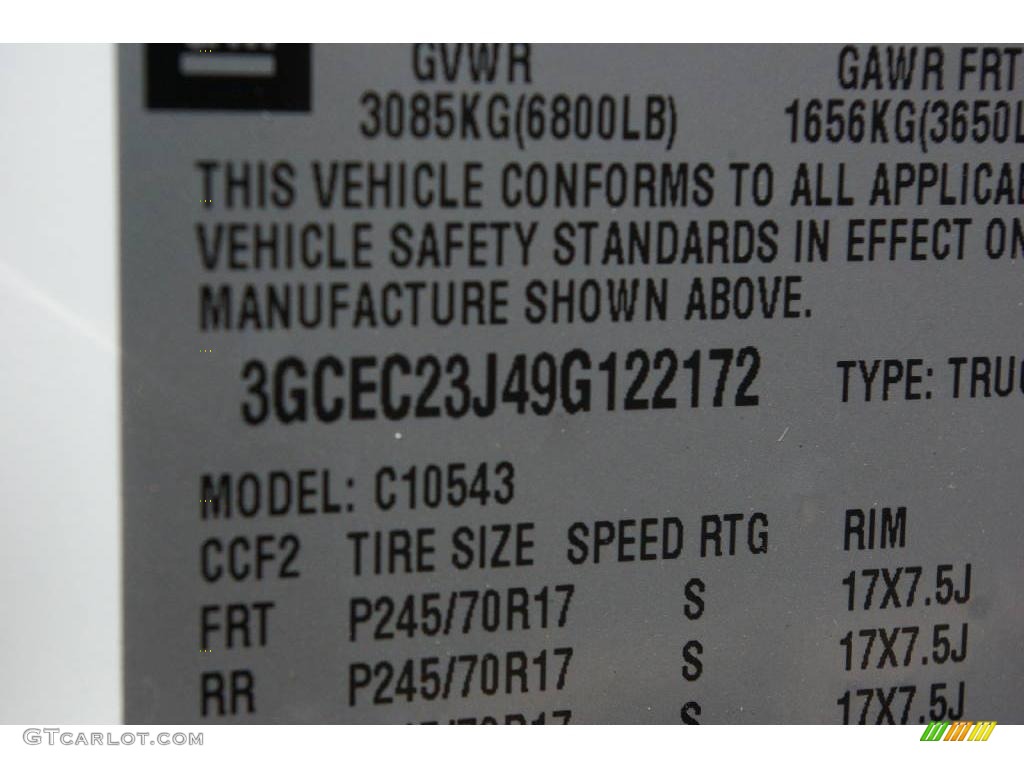 GVWR GAWR FRT
3085KG(6800LB) 1656KG(3650L
THIS VEHICLE CONFORMS TO ALL APPLICAB
VEHICLE SAFETY STANDARDS IN EFFECT ON
MANUFACTURE SHOWN ABOVE.
3GCEC23J49G122172 TYPE: TRUC
MODEL: C10543
CCF2 TIRE SIZE SPEED RTG RIM
FRT P245/70R17 S 17X7.5J
RR P245/70R17 S 17X7.5J
17X7.5J
GTCARLOT.COM